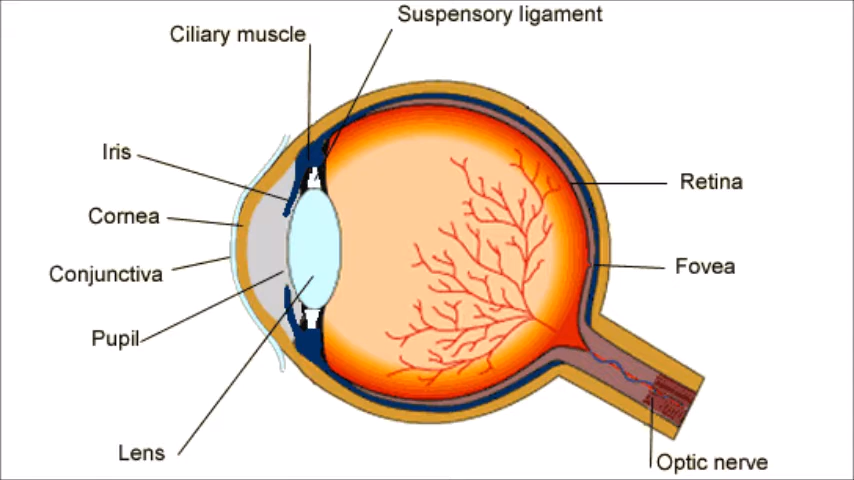 Suspensory ligament
Ciliary muscle
Iris
Retina
Cornea
Fovea
Conjunctiva
Pupil
Lens
Optic nerve